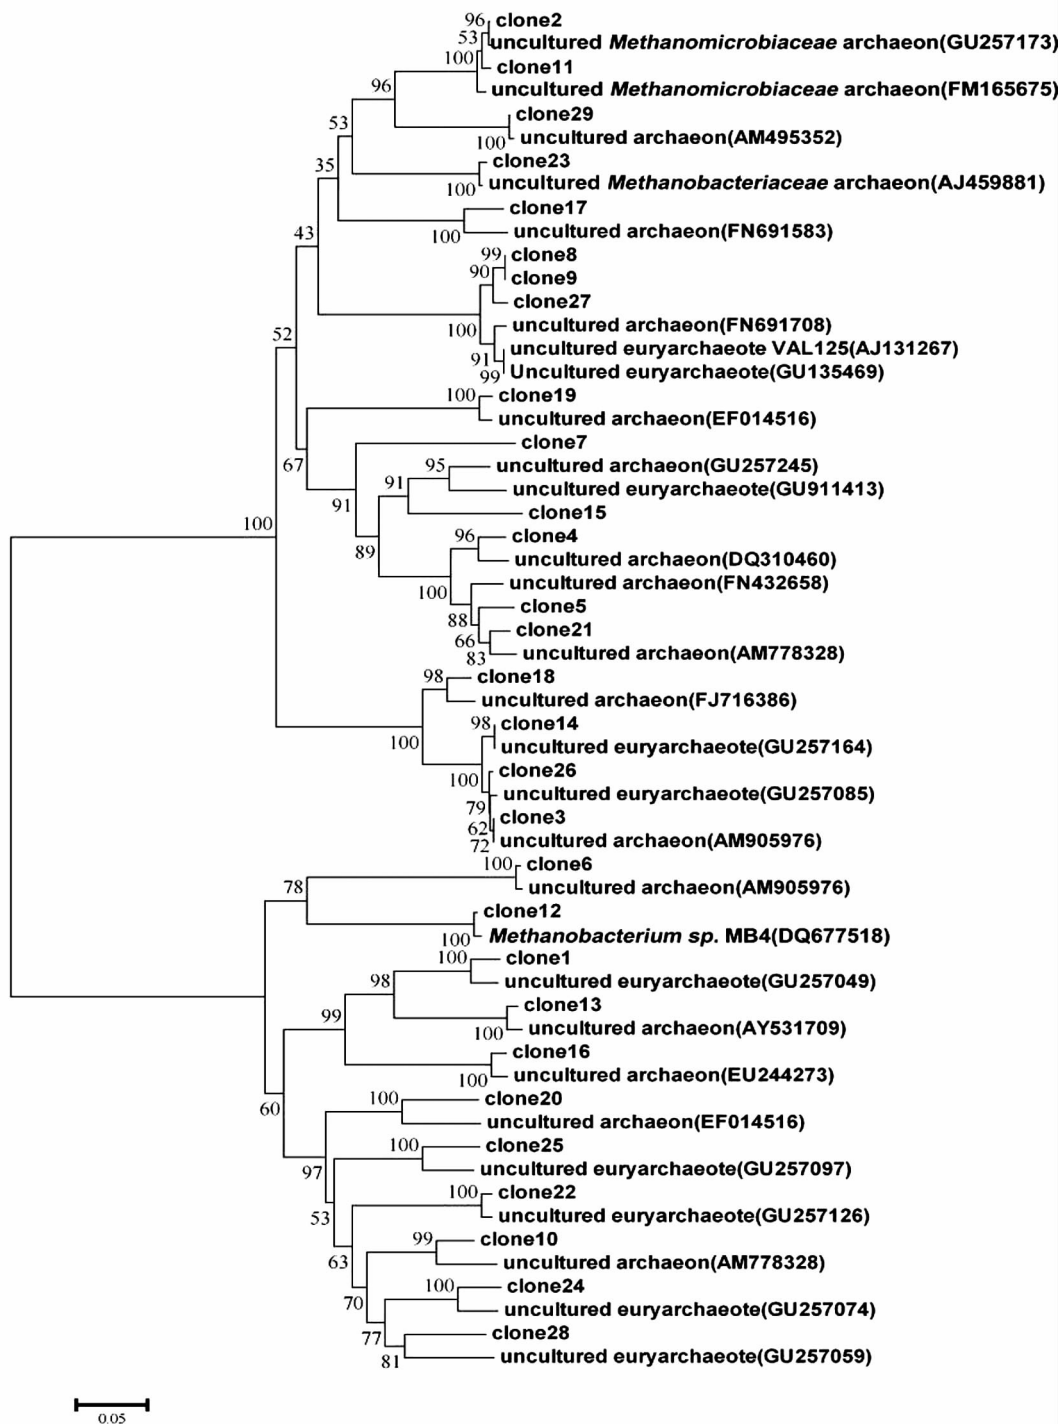 96 clone2
53 uncultured Methanomicrobiaceae archaeon(GU257173)
100 clone11
uncultured Methanomicrobiaceae archaeon(FM165675)
96
clone29
53
100 uncultured archaeon(AM495352)
35 clone23
100 uncultured Methanobacteriaceae archaeon(AJ459881)
clone17
43 100 uncultured archaeon(FN691583)
99 clone8
90 clone9
clone27
52 100 uncultured archaeon(FN691708)
91 uncultured euryarchaeote VAL125(AJ131267)
99 Uncultured euryarchaeote(GU135469)
100 clone19
uncultured archaeon(EF014516)
clone7
67 95 uncultured archaeon(GU257245)
91 uncultured euryarchaeote(GU911413)
91 clone15
100
96 clone4
89 uncultured archaeon(DQ310460)
100 uncultured archaeon(FN432658)
clone5
88 clone21
66
83 uncultured archaeon(AM778328)
98 clone18
uncultured archaeon(FJ716386)
98 clone14
100 uncultured euryarchaeote(GU257164)
100 clone26
uncultured euryarchaeote(GU257085)
79 clone3
62
72 uncultured archaeon(AM905976)
100 clone6
78 uncultured archaeon(AM905976)
clone12
100 Methanobacterium sp. MB4(DQ677518)
100 clone1
98 uncultured euryarchaeote(GU257049)
99 clone13
100 uncultured archaeon(AY531709)
clone16
100 uncultured archaeon(EU244273)
60 100 clone20
uncultured archaeon(EF014516)
100 clone25
97 uncultured euryarchaeote(GU257097)
100 clone22
53 uncultured euryarchaeote(GU257126)
99 clone10
63 uncultured archaeon(AM778328)
100 clone24
70 uncultured euryarchaeote(GU257074)
77 clone28
81 uncultured euryarchaeote(GU257059)
0.05